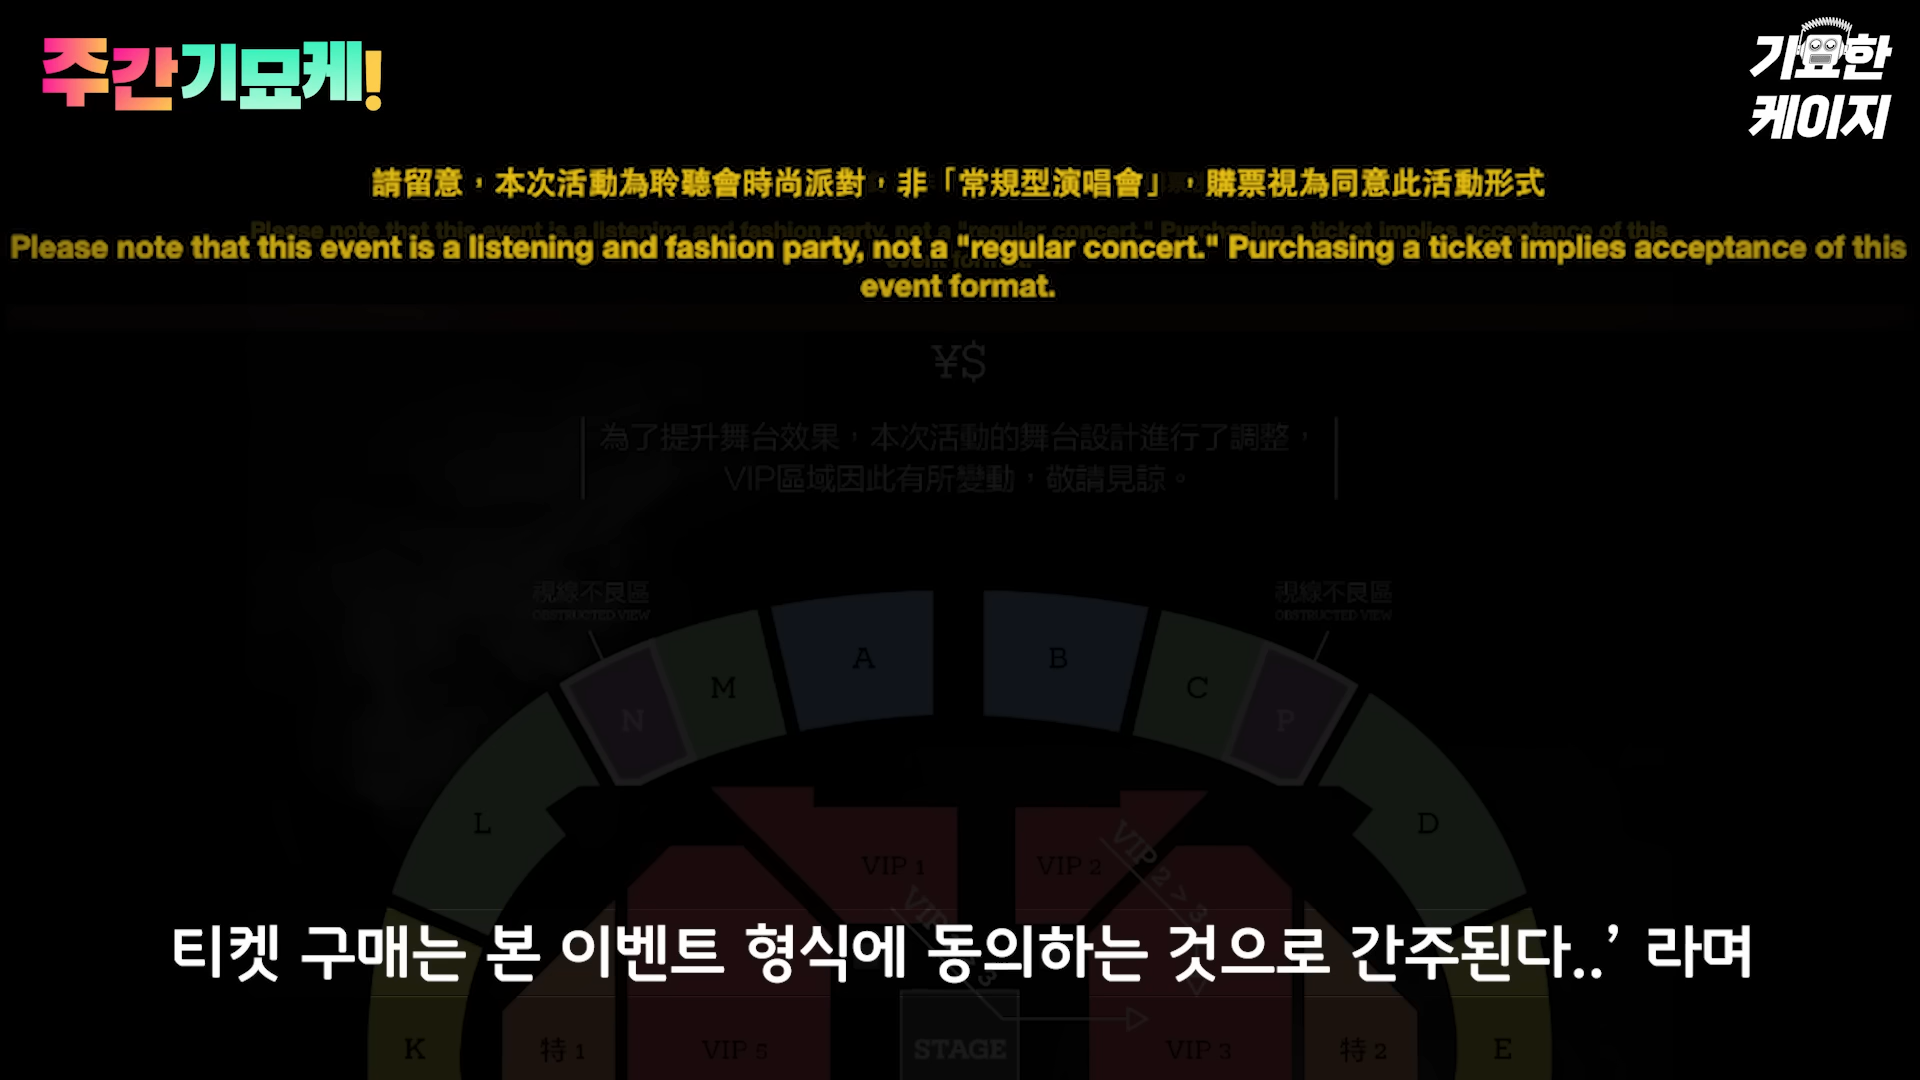 주간기묘케!
기묘한
케이지
請留意，本次活動為聆聽會時尚派對，非「常規型演唱會」，購票視為同意此活動形式
Please note that this event is a listening and fashion party, not a "regular concert." Purchasing a ticket implies acceptance of this
event format.
¥$
為了提升舞台效果，本次活動的舞台設計進行了調整，
VIP區域因此有所變動，敬請見諒。
視線不良區
OBSTRUCTED VIEW
視線不良區
OBSTRUCTED VIEW
A
B
M
C
N
P
L
D
VIP 1
VIP 2
VIP 2 > 3
티켓 구매는 본 이벤트 형식에 동의하는 것으로 간주된다..’ 라며
K
特 1
VIP 5
STAGE
VIP 3
特 2
E